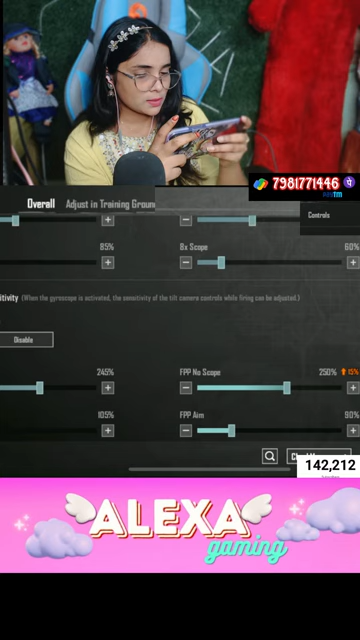 7981771446
PayTM
Overall Adjust in Training Groun
Controls
85% 8x Scope 60%
itivity (When the gyroscope is activated, the sensitivity of the tilt camera controls while firing can be adjusted.)
Disable
245% FPP No Scope 250% 15%
105% FPP Aim 90%
142,212
ALEXA
gaming